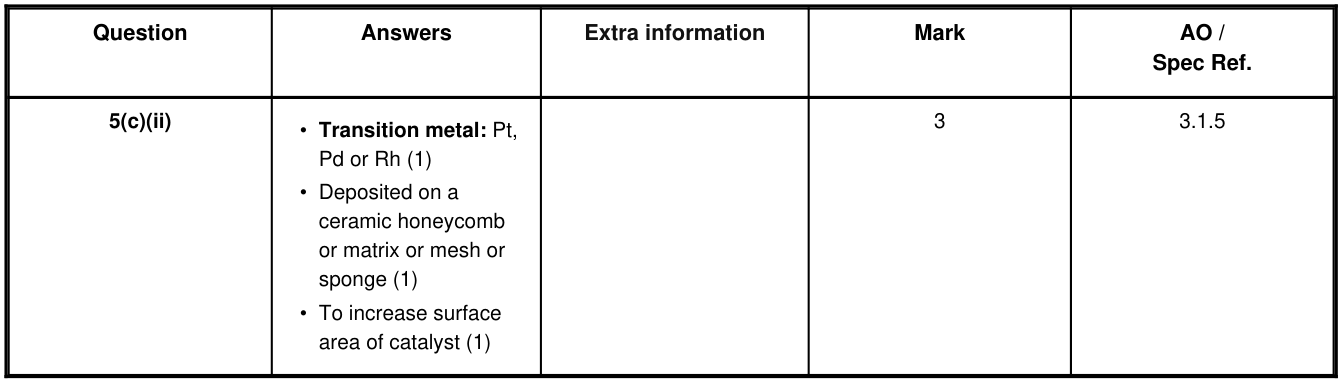 Question Answers Extra information Mark AO /
Spec Ref.
5(c)(ii) • Transition metal: Pt, 3 3.1.5
Pd or Rh (1)
• Deposited on a
ceramic honeycomb
or matrix or mesh or
sponge (1)
• To increase surface
area of catalyst (1)